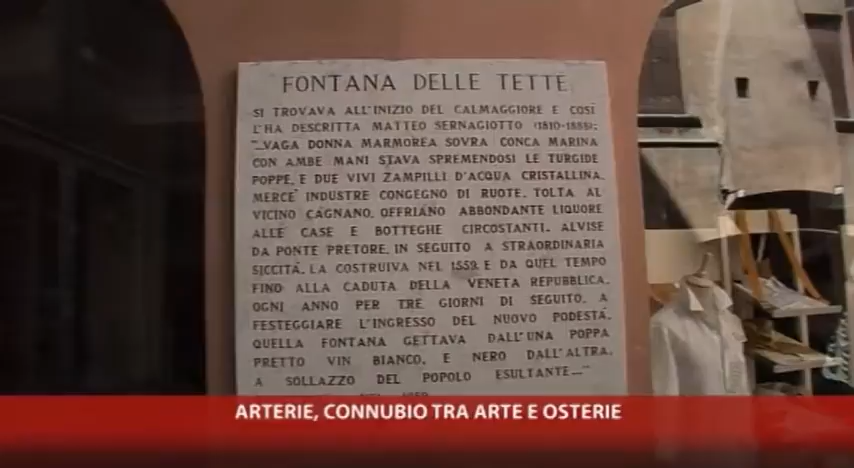 FONTANA DELLE TETTE
SI TROVAVA ALL'INIZIO DEL CALMAGGIORE E COSÌ
L'HA DESCRITTA MATTEO SERNAGIOTTO (1810-1888):
"...VAGA DONNA MARMOREA SOVRA CONCA MARINA
CON AMBE MANI STAVA SPREMENDOSI LE TURGIDE
POPPE, E DUE VIVI ZAMPILLI D'ACQUA CRISTALLINA,
MERCE' INDUSTRE CONGEGNO DI RUOTE, TOLTA AL
VICINO CAGNANO, OFFRIANO ABBONDANTE LIQUORE
ALLE CASE E BOTTEGHE CIRCOSTANTI. ALVISE
DA PONTE PRETORE, IN SEGUITO A STRAORDINARIA
SICCITÀ, LA COSTRUIVA NEL 1559, E DA QUEL TEMPO
FINO ALLA CADUTA DELLA VENETA REPUBBLICA,
OGNI ANNO PER TRE GIORNI DI SEGUITO, A
FESTEGGIARE L'INGRESSO DEL NUOVO PODESTÀ,
QUELLA FONTANA GETTAVA DALL'UNA POPPA
PRETTO VIN BIANCO, E NERO DALL'ALTRA,
A SOLLAZZO DEL POPOLO ESULTANTE..."
ARTERIE, CONNUBIO TRA ARTE E OSTERIE